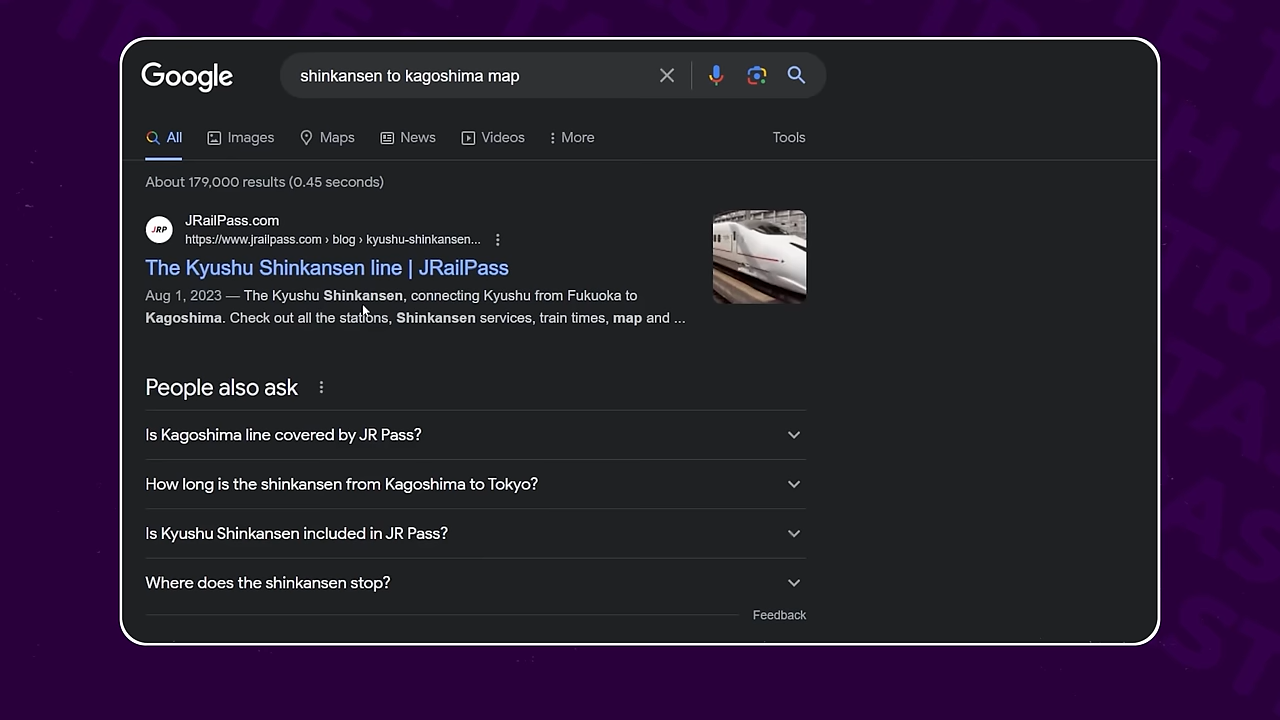 Google
shinkansen to kagoshima map
All Images Maps News Videos More Tools
About 179,000 results (0.45 seconds)
JRP
JRailPass.com
https://www.jrailpass.com › blog › kyushu-shinkansen...
The Kyushu Shinkansen line | JRailPass
Aug 1, 2023 — The Kyushu Shinkansen, connecting Kyushu from Fukuoka to
Kagoshima. Check out all the stations, Shinkansen services, train times, map and ...
People also ask
Is Kagoshima line covered by JR Pass?
How long is the shinkansen from Kagoshima to Tokyo?
Is Kyushu Shinkansen included in JR Pass?
Where does the shinkansen stop?
Feedback